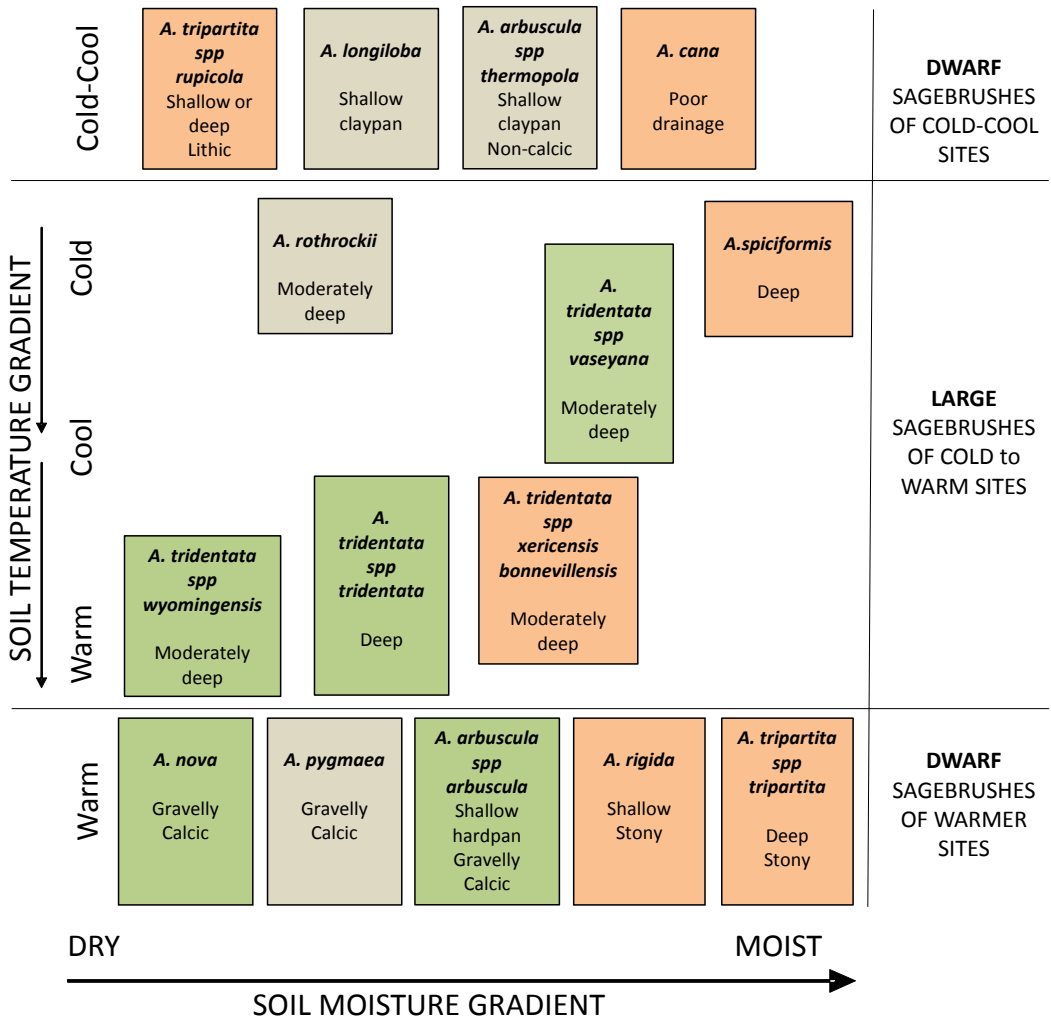 Cold-Cool
A. tripartita
spp
rupicola
Shallow or
deep
Lithic
A. longiloba
Shallow
claypan
A. arbuscula
spp
thermopola
Shallow
claypan
Non-calcic
A. cana
Poor
drainage
DWARF
SAGEBRUSHES
OF COLD-COOL
SITES
SOIL TEMPERATURE GRADIENT
Cold
Cool
Warm
A. rothrockii
Moderately
deep
A.
tridentata
spp
vaseyana
Moderately
deep
A.spiciformis
Deep
A. tridentata
spp
wyomingensis
Moderately
deep
A.
tridentata
spp
tridentata
Deep
A. tridentata
spp
xericensis
bonnevillensis
Moderately
deep
LARGE
SAGEBRUSHES
OF COLD to
WARM SITES
Warm
A. nova
Gravelly
Calcic
A. pygmaea
Gravelly
Calcic
A. arbuscula
spp
arbuscula
Shallow
hardpan
Gravelly
Calcic
A. rigida
Shallow
Stony
A. tripartita
spp
tripartita
Deep
Stony
DWARF
SAGEBRUSHES
OF WARMER
SITES
DRY
MOIST
SOIL MOISTURE GRADIENT